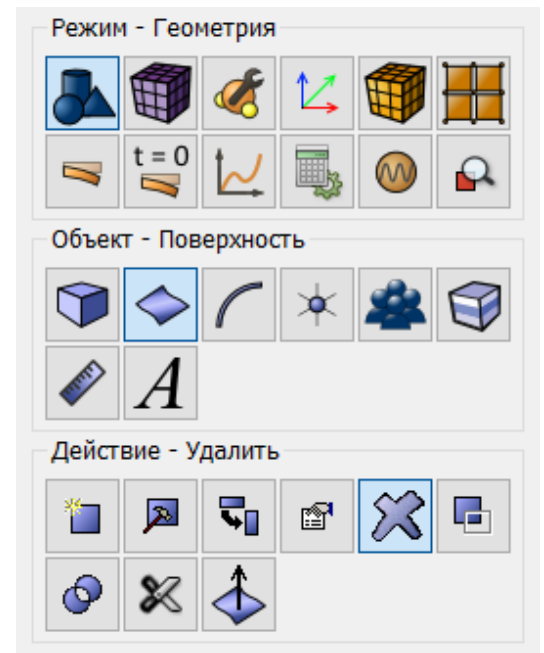 Режим - Геометрия
t = 0
Объект - Поверхность
A
Действие - Удалить